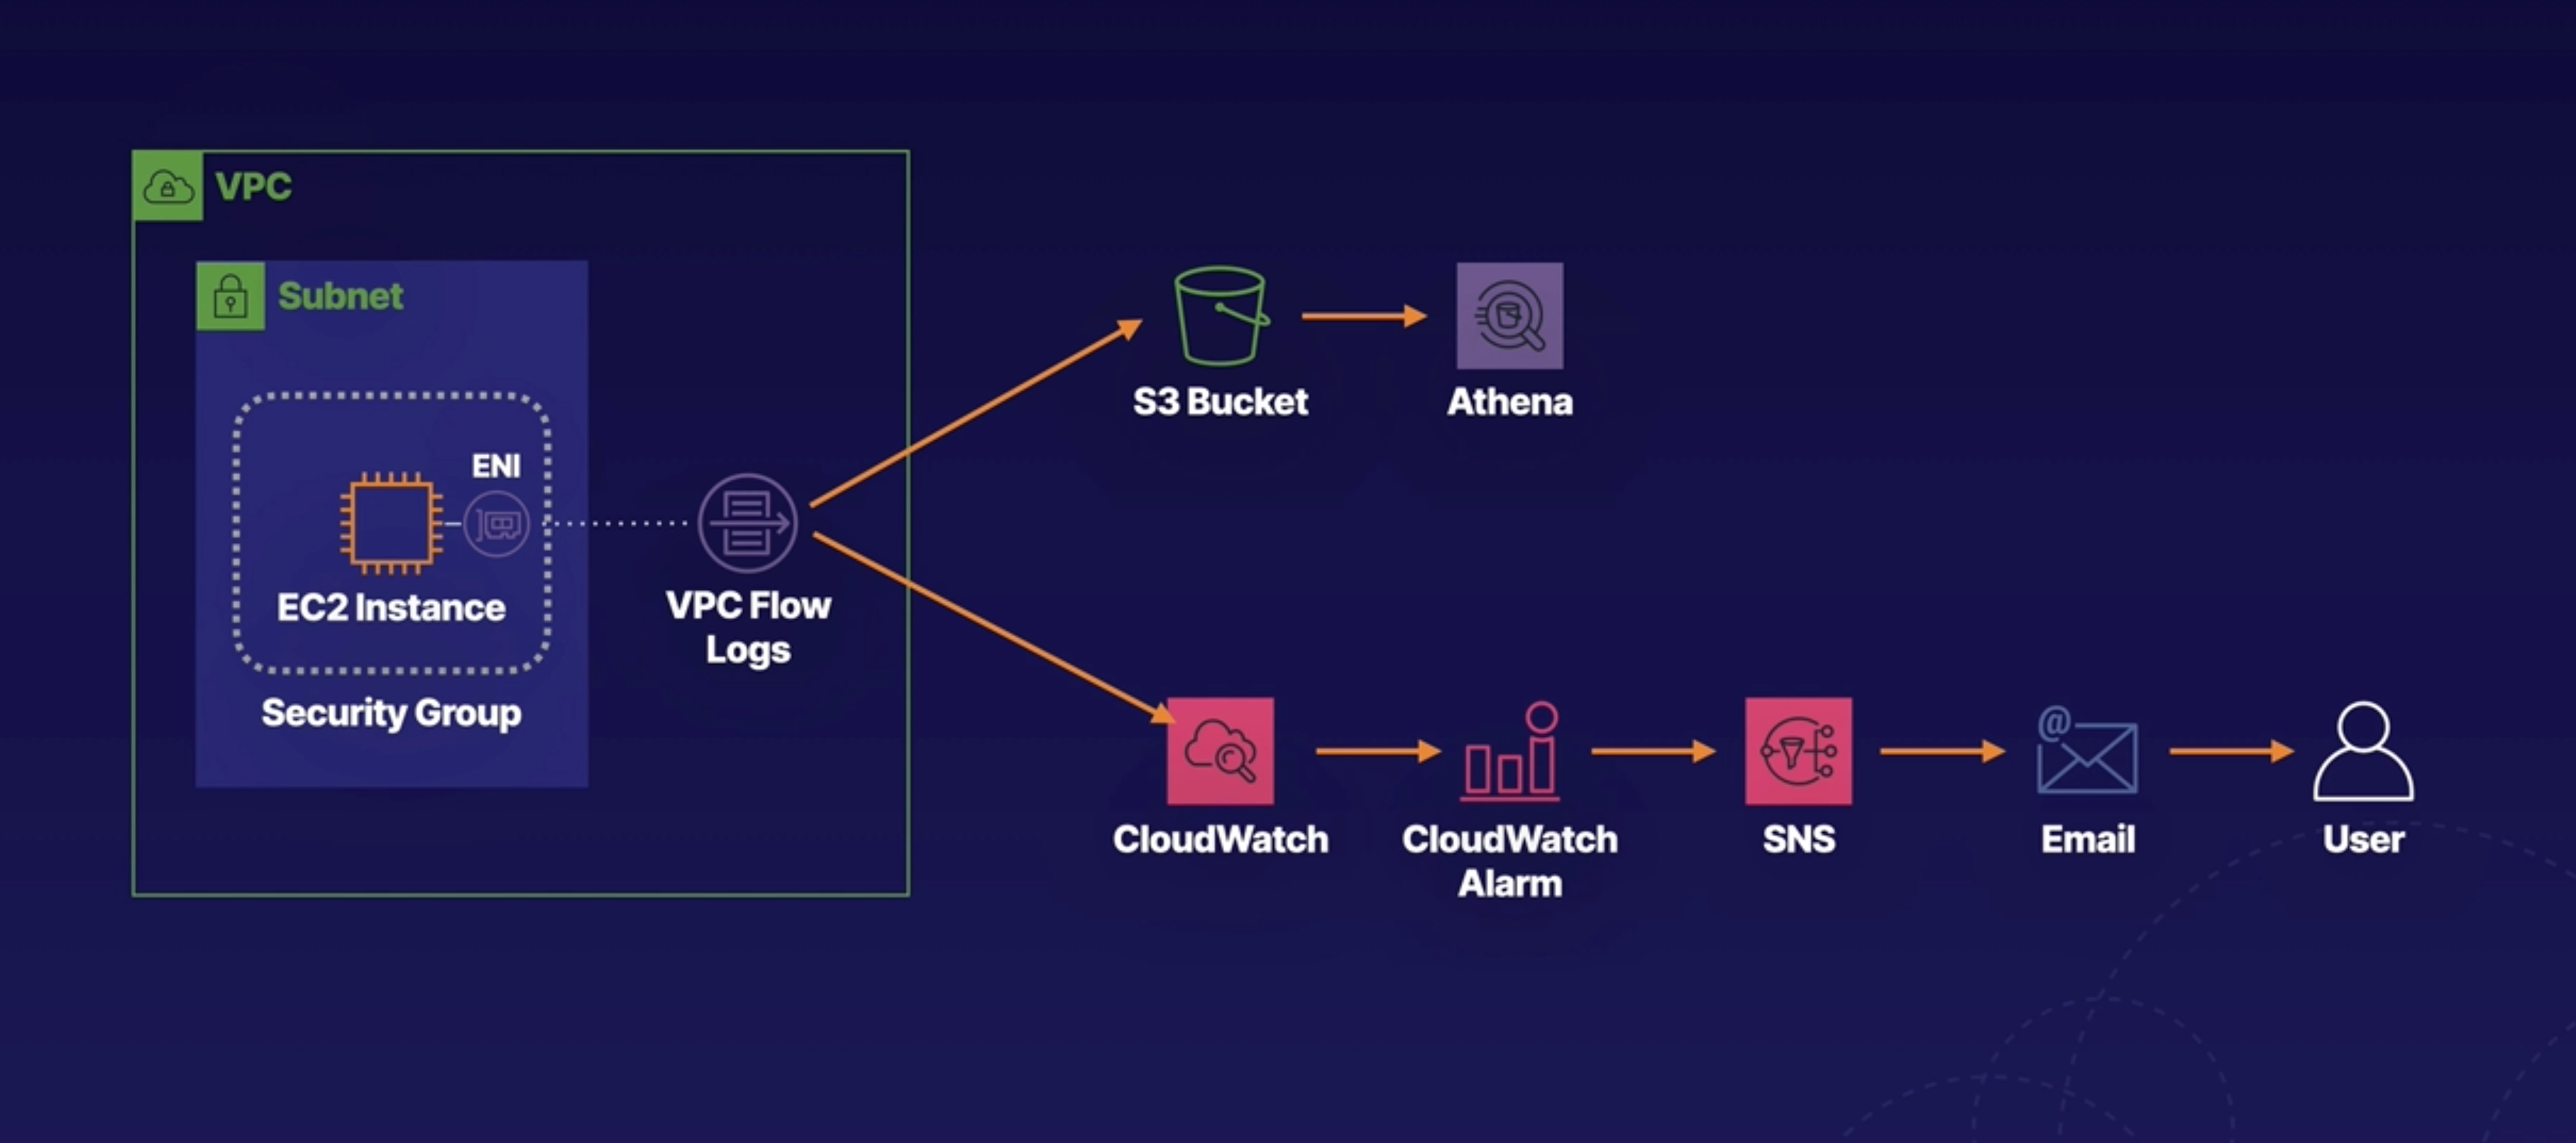 VPC
Subnet
ENI
EC2 Instance
Security Group
VPC Flow
Logs
S3 Bucket
Athena
CloudWatch
CloudWatch
Alarm
SNS
@
Email
User